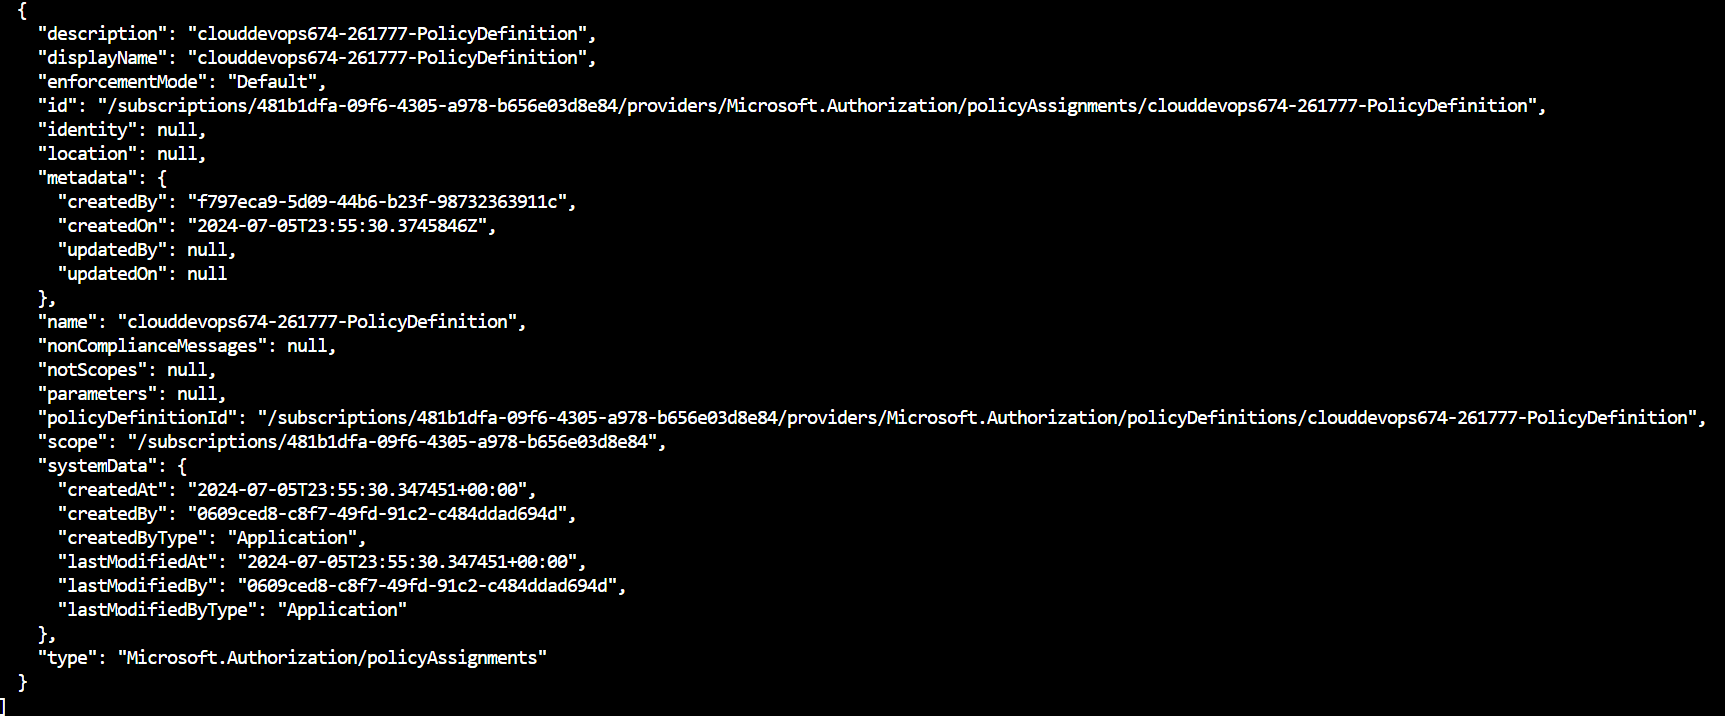 {
"description": "clouddevops674-261777-PolicyDefinition",
"displayName": "clouddevops674-261777-PolicyDefinition",
"enforcementMode": "Default",
"id": "/subscriptions/481b1dfa-09f6-4305-a978-b656e03d8e84/providers/Microsoft.Authorization/policyAssignments/clouddevops674-261777-PolicyDefinition",
"identity": null,
"location": null,
"metadata": {
"createdBy": "f797eca9-5d09-44b6-b23f-98732363911c",
"createdOn": "2024-07-05T23:55:30.3745846Z",
"updatedBy": null,
"updatedOn": null
},
"name": "clouddevops674-261777-PolicyDefinition",
"nonComplianceMessages": null,
"notScopes": null,
"parameters": null,
"policyDefinitionId": "/subscriptions/481b1dfa-09f6-4305-a978-b656e03d8e84/providers/Microsoft.Authorization/policyDefinitions/clouddevops674-261777-PolicyDefinition",
"scope": "/subscriptions/481b1dfa-09f6-4305-a978-b656e03d8e84",
"systemData": {
"createdAt": "2024-07-05T23:55:30.347451+00:00",
"createdBy": "0609ced8-c8f7-49fd-91c2-c484ddad694d",
"createdByType": "Application",
"lastModifiedAt": "2024-07-05T23:55:30.347451+00:00",
"lastModifiedBy": "0609ced8-c8f7-49fd-91c2-c484ddad694d",
"lastModifiedByType": "Application"
},
"type": "Microsoft.Authorization/policyAssignments"
}
]